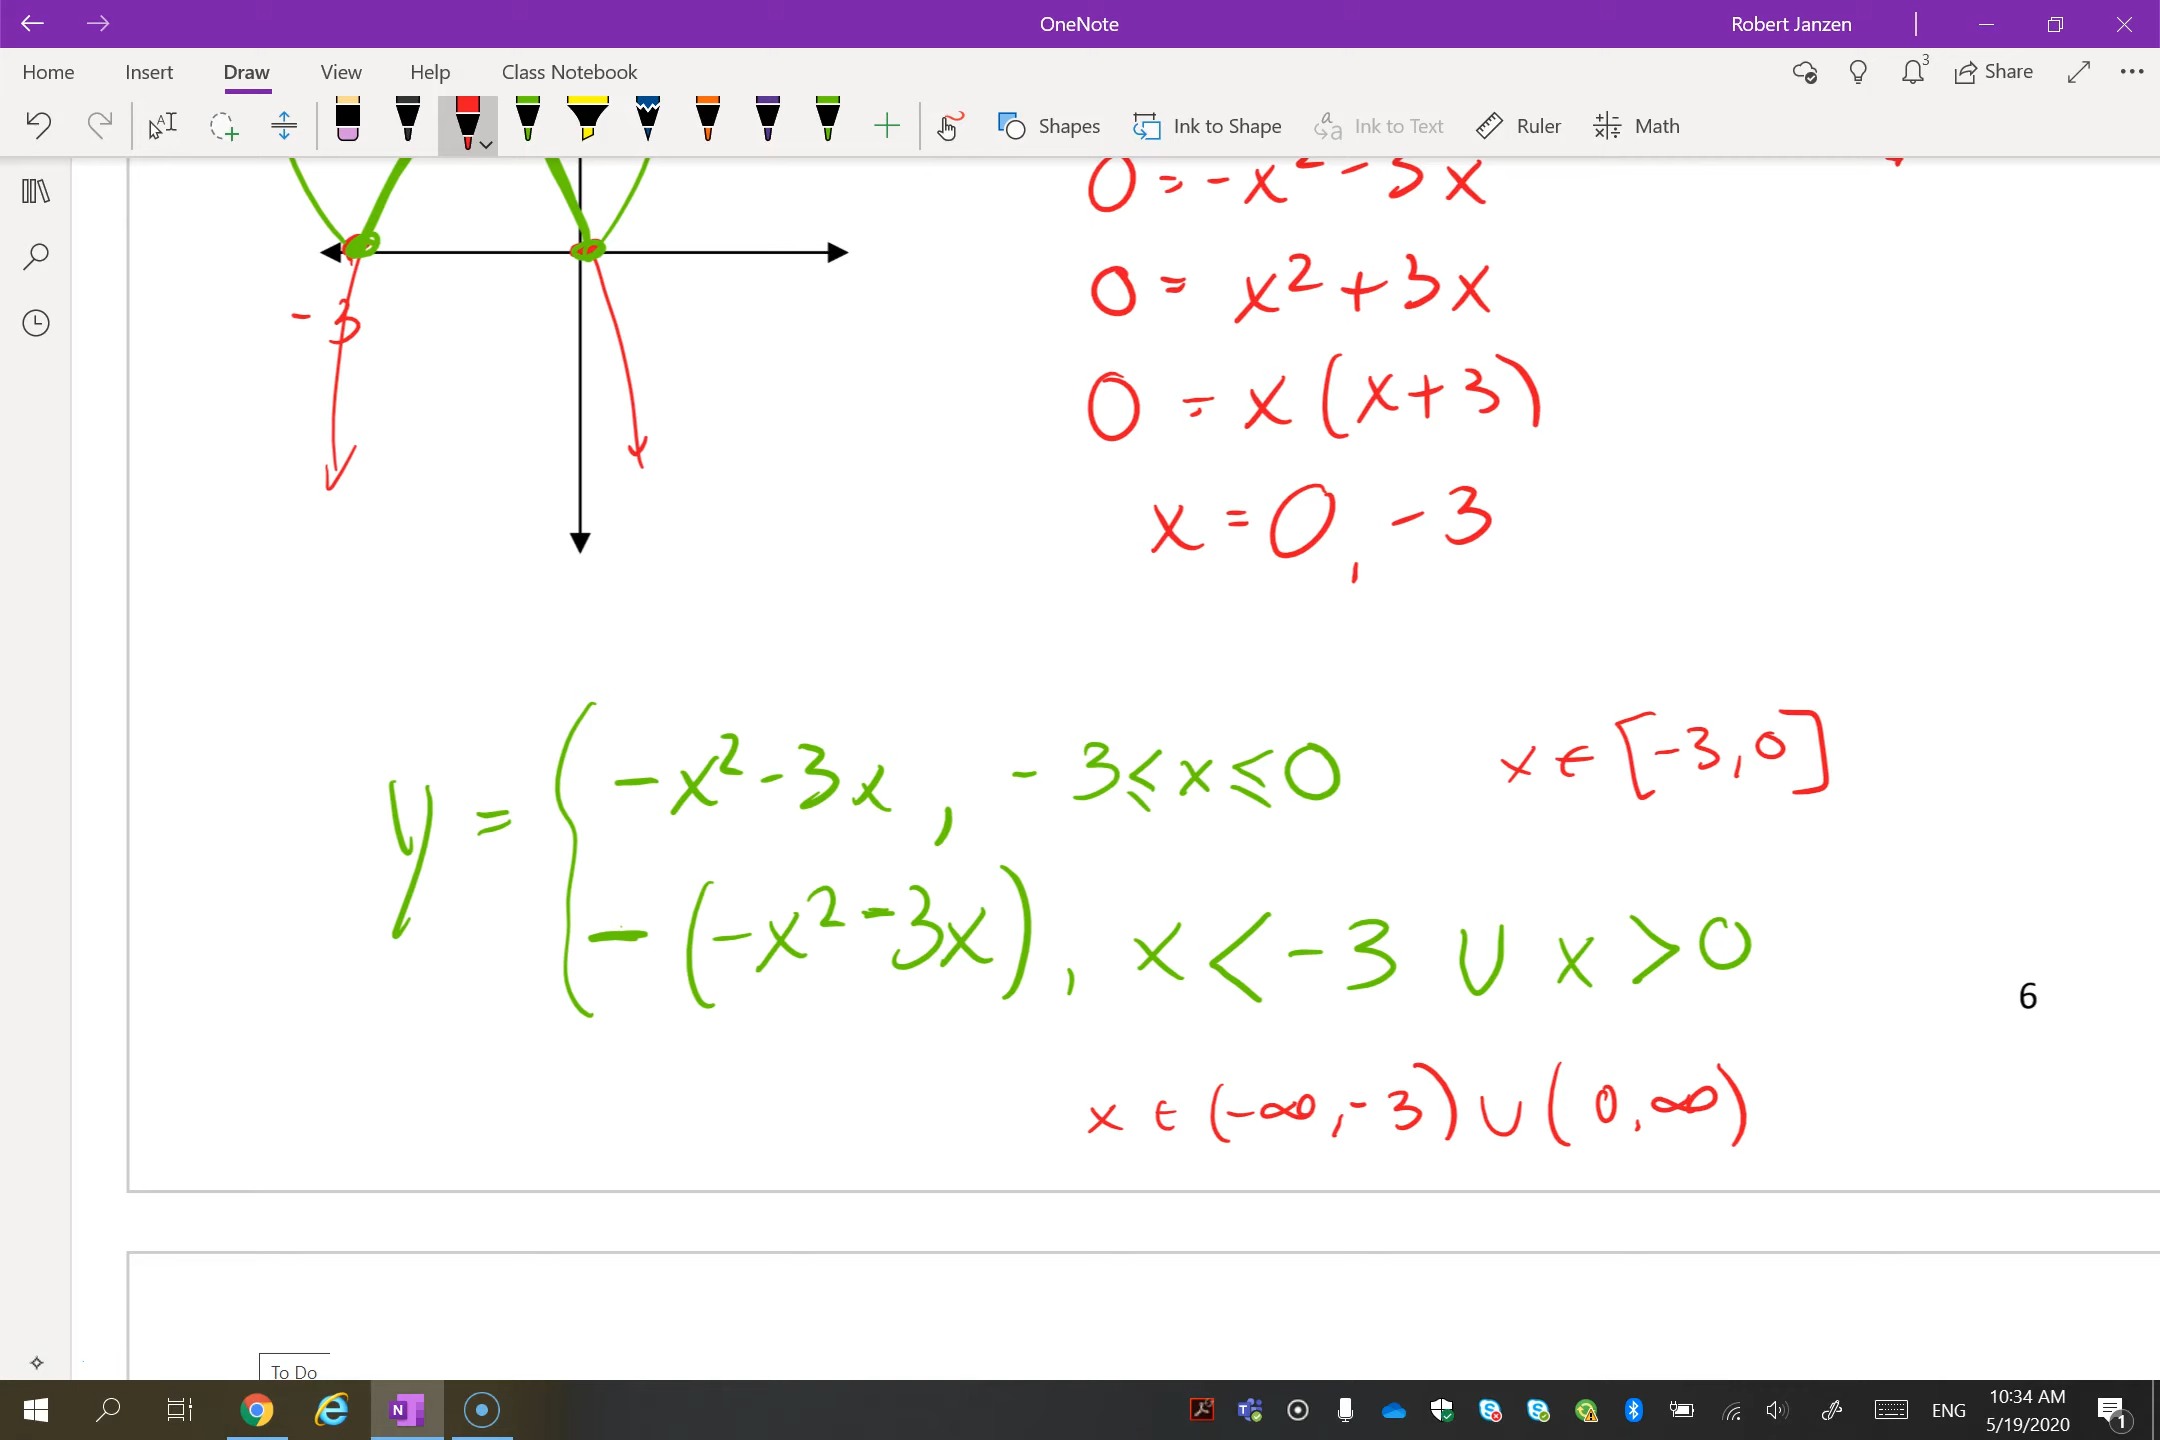 OneNote
Robert Janzen
Home Insert Draw View Help Class Notebook
3
Share
Shapes Ink to Shape Ink to Text Ruler Math
0 = -x² - 3x
0 = x² + 3x
-3
0 = x(x+3)
x = 0, -3
y = { -x² - 3x, -3 ≤ x ≤ 0 x ∈ [-3, 0]
-(-x² - 3x), x < -3 ∪ x > 0
6
x ∈ (-∞, -3) ∪ (0, ∞)
To Do
ENG
10:34 AM
5/19/2020
1